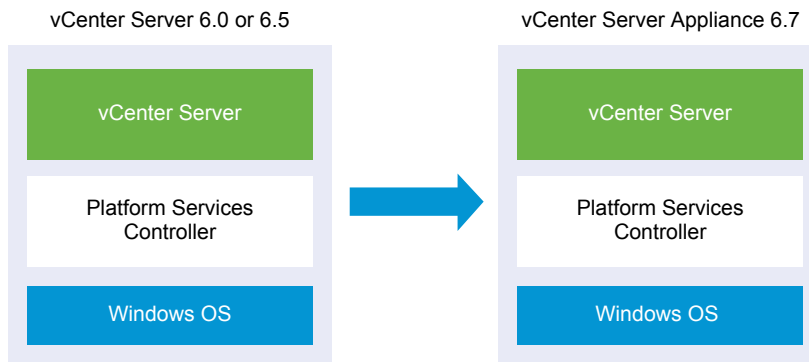 vCenter Server 6.0 or 6.5
vCenter Server
Platform Services
Controller
Windows OS
vCenter Server Appliance 6.7
vCenter Server
Platform Services
Controller
Windows OS